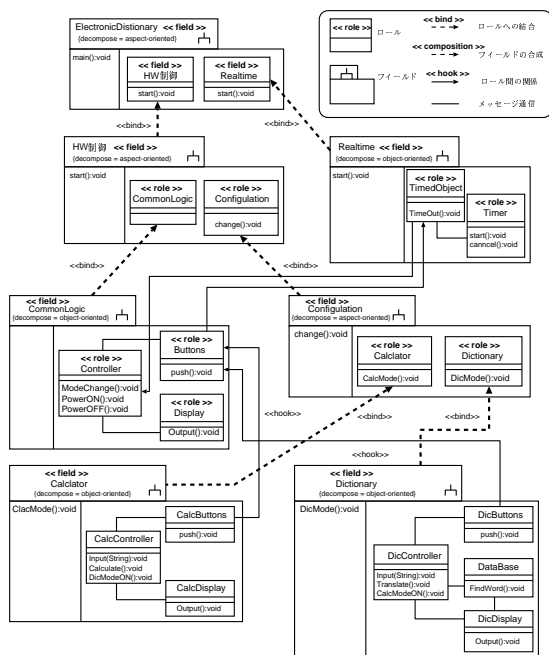 ElectronicDistionary << field >>
{decompose = aspect-oriented}
main():void
<< field >>
HW制御
start():void
<< field >>
Realtime
start():void
<< role >>
ロール
フィールド
<< bind >>
ロールへの結合
<< composition >>
フィールドの合成
<< hook >>
ロール間の関係
メッセージ通信
<<bind>>
<<bind>>
HW制御 << field >>
{decompose = aspect-oriented}
start():void
<< role >>
CommonLogic
<< role >>
Configulation
change():void
Realtime << field >>
{decompose = object-oriented}
start():void
<< role >>
TimedObject
TimeOut():void
<< role >>
Timer
start():void
canncel():void
<<bind>>
<<bind>>
<< field >>
CommonLogic
{decompose = object-oriented}
<< role >>
Controller
ModeChange():void
PowerON():void
PowerOFF():void
<< role >>
Buttons
push():void
<< role >>
Display
Output():void
<< field >>
Configulation
{decompose = aspect-oriented}
change():void
<< role >>
Calclator
CalcMode():void
<< role >>
Dictionary
DicMode():void
<<hook>>
<<bind>>
<<bind>>
<<hook>>
<< field >>
Calclator
{decompose = object-oriented}
ClacMode():void
CalcController
Input(String):void
Calculate():void
DicModeON():void
CalcButtons
push():void
CalcDisplay
Output():void
<< field >>
Dictionary
{decompose = object-oriented}
DicMode():void
DicController
Input(String):void
Translate():void
CalcModeON():void
DicButtons
push():void
DataBase
FindWord():void
DicDisplay
Output():void